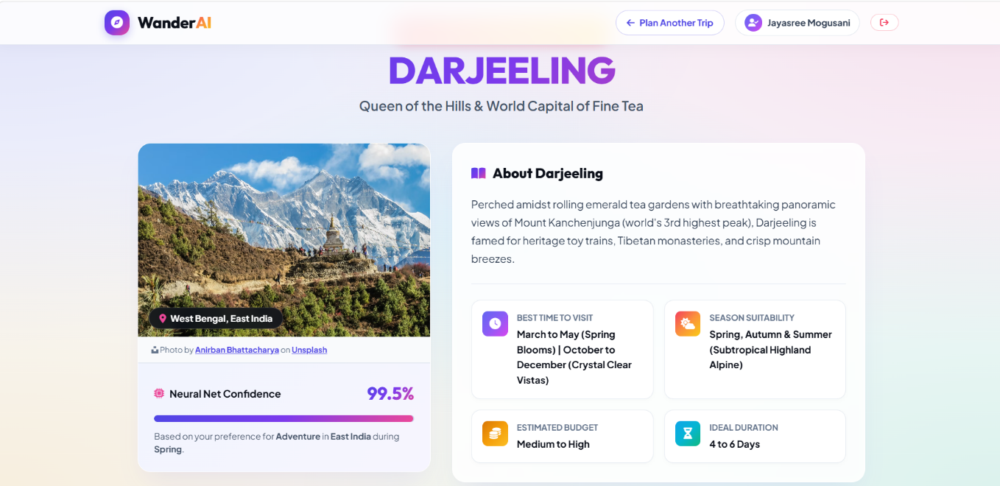 WanderAI
Plan Another Trip
Jayasree Mogusani
DARJEELING
Queen of the Hills & World Capital of Fine Tea
West Bengal, East India
Photo by Anirban Bhattacharya on Unsplash
Neural Net Confidence
99.5%
Based on your preference for Adventure in East India during
Spring.
About Darjeeling
Perched amidst rolling emerald tea gardens with breathtaking panoramic
views of Mount Kanchenjunga (world's 3rd highest peak), Darjeeling is
famed for heritage toy trains, Tibetan monasteries, and crisp mountain
breezes.
BEST TIME TO VISIT
March to May (Spring
Blooms) | October to
December (Crystal Clear
Vistas)
SEASON SUITABILITY
Spring, Autumn & Summer
(Subtropical Highland
Alpine)
ESTIMATED BUDGET
Medium to High
IDEAL DURATION
4 to 6 Days